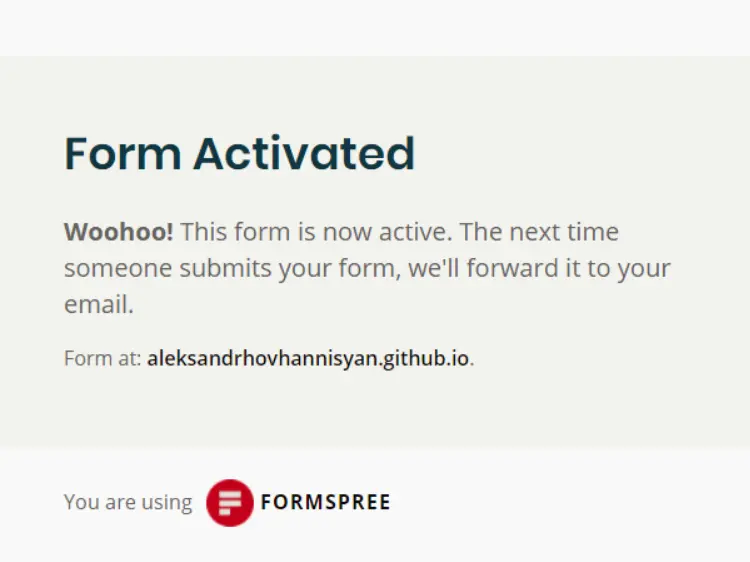 Form Activated
Woohoo! This form is now active. The next time
someone submits your form, we'll forward it to your
email.
Form at: aleksandrhovhannisyan.github.io.
You are using FORMSPREE